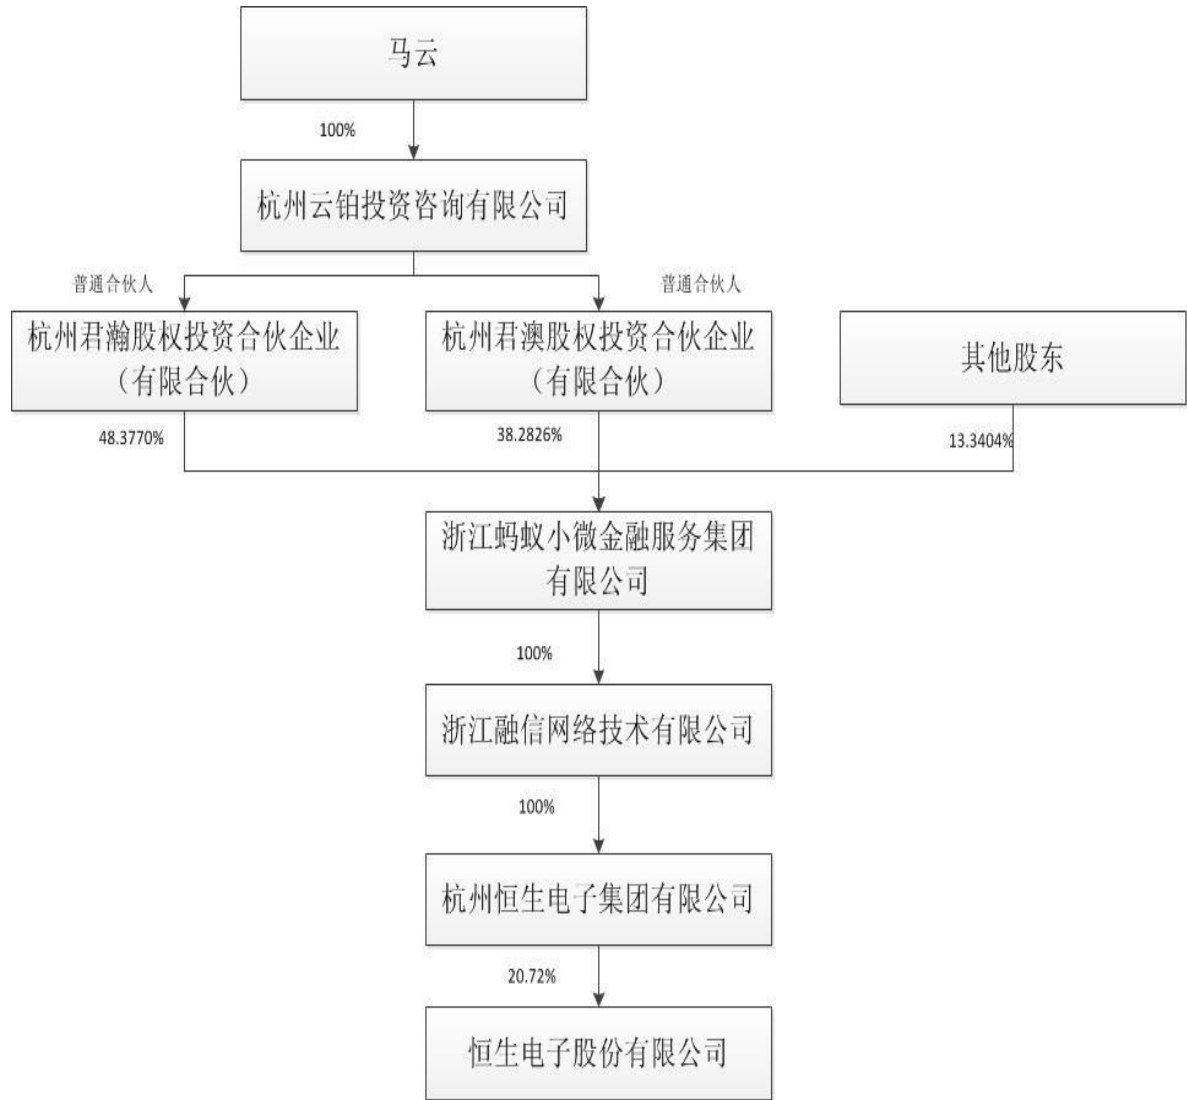 马云
100%
杭州云铂投资咨询有限公司
普通合伙人
普通合伙人
杭州君瀚股权投资合伙企业
（有限合伙）
杭州君澳股权投资合伙企业
（有限合伙）
其他股东
48.3770%
38.2826%
13.3404%
浙江蚂蚁小微金融服务集团
有限公司
100%
浙江融信网络技术有限公司
100%
杭州恒生电子集团有限公司
20.72%
恒生电子股份有限公司